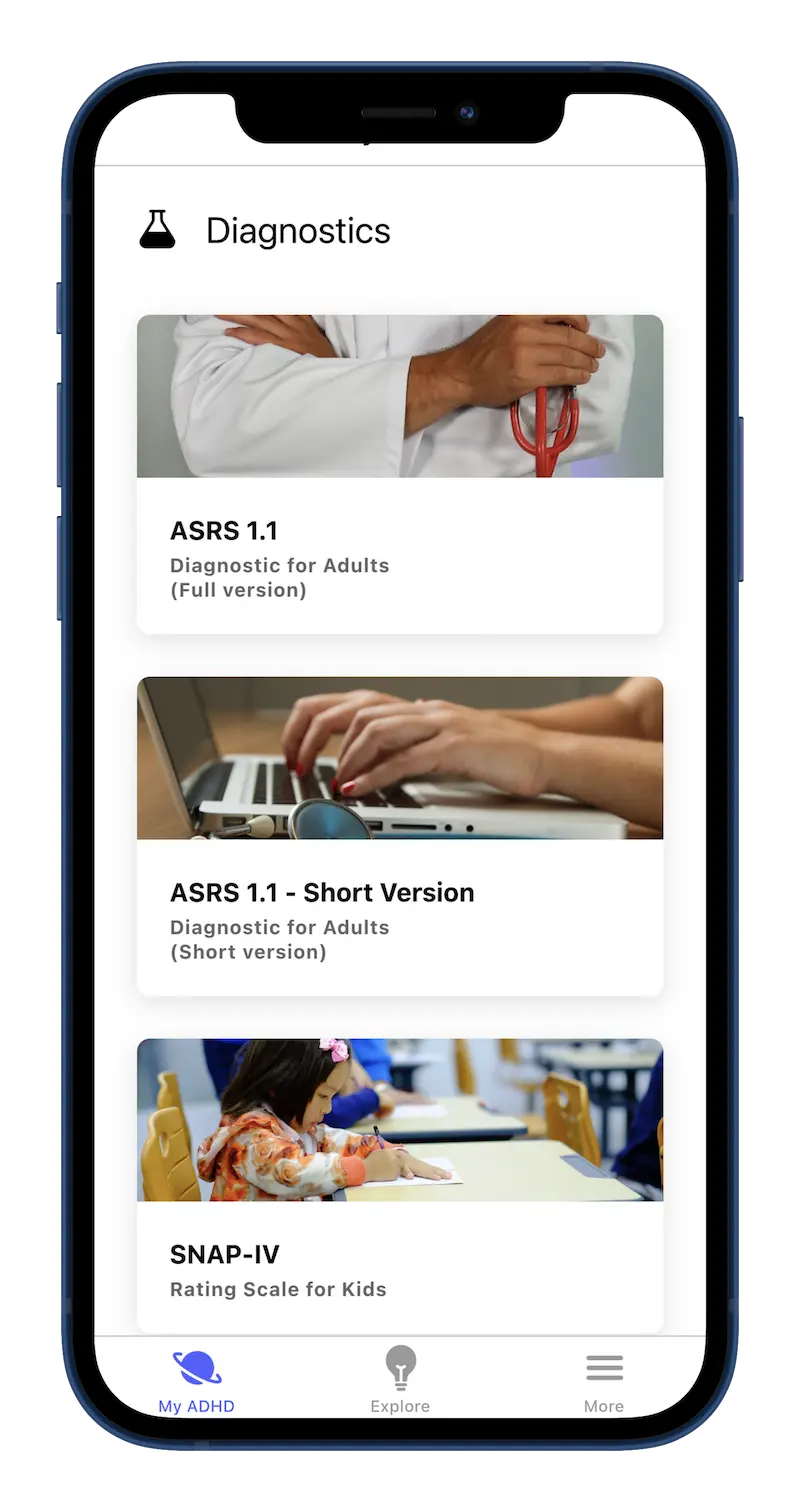 Diagnostics
ASRS 1.1
Diagnostic for Adults
(Full version)
ASRS 1.1 - Short Version
Diagnostic for Adults
(Short version)
SNAP-IV
Rating Scale for Kids
My ADHD
Explore
More